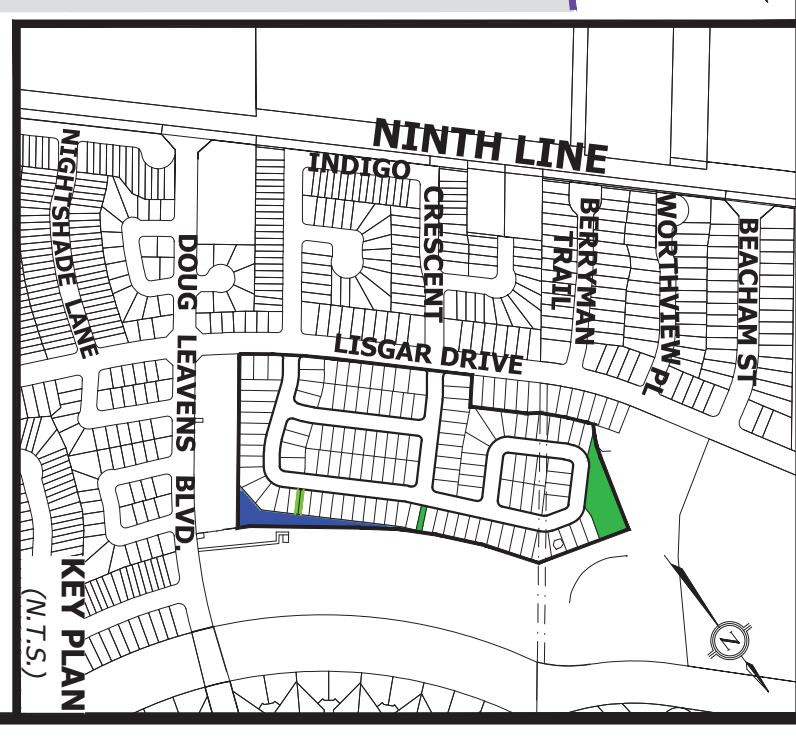 NINTH LINE
INDIGO
CRESCENT
NIGHTSHADE LANE
DOUG LEAVENS BLVD.
BERRYMAN
TRAIL
WORTHVIEW PL
BEACHAM ST
LISGAR DRIVE
KEY PLAN
(N.T.S.)
N